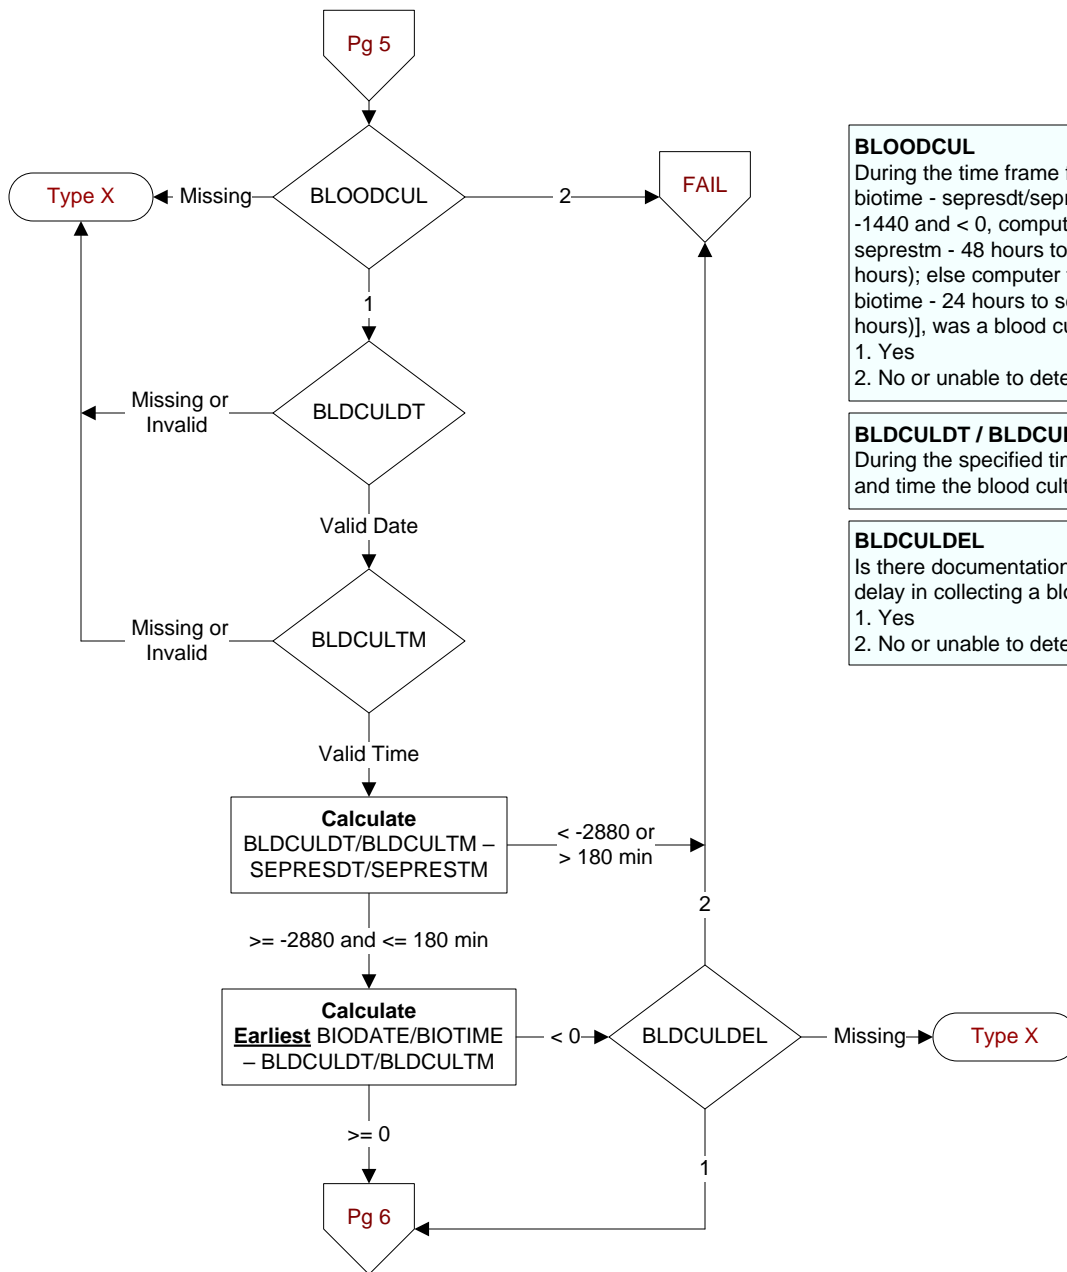 Pg 5
BLOODCUL
Missing
Type X
2
FAIL
1
BLDCULDT
Missing or
Invalid
Valid Date
BLDCULTM
Missing or
Invalid
Valid Time
Calculate
BLDCULDT/BLDCULTM –
SEPRESDT/SEPRESTM
< -2880 or
> 180 min
>= -2880 and <= 180 min
Calculate
Earliest BIODATE/BIOTIME
– BLDCULDT/BLDCULTM
< 0
BLDCULDEL
2
Missing
Type X
1
>= 0
Pg 6
BLOODCUL
During the time frame
biotime - sepresdt/sepr
-1440 and < 0, comput
seprestm - 48 hours to
hours); else computer
biotime - 24 hours to s
hours)], was a blood cu
1. Yes
2. No or unable to dete
BLDCULDT / BLDCUL
During the specified tim
and time the blood cult
BLDCULDEL
Is there documentation
delay in collecting a blo
1. Yes
2. No or unable to dete